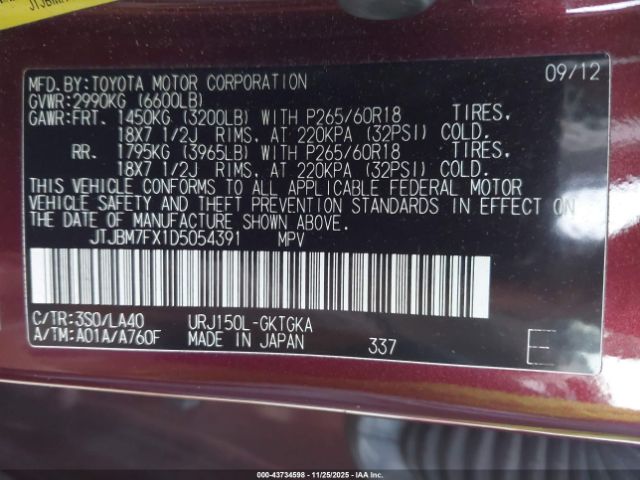 MFD. BY: TOYOTA MOTOR CORPORATION 09/12
GVWR: 2990KG (6600LB)
GAWR: FRT. 1450KG (3200LB) WITH P265/60R18 TIRES,
18X7 1/2J RIMS, AT 220KPA (32PSI) COLD.
RR. 1795KG (3965LB) WITH P265/60R18 TIRES,
18X7 1/2J RIMS, AT 220KPA (32PSI) COLD.
THIS VEHICLE CONFORMS TO ALL APPLICABLE FEDERAL MOTOR
VEHICLE SAFETY AND THEFT PREVENTION STANDARDS IN EFFECT ON
THE DATE OF MANUFACTURE SHOWN ABOVE.
JTJBM7FX1D5054391 MPV
C/TR: 3S0/LA40 URJ150L-GKTGKA
A/TM: A01A/A760F MADE IN JAPAN 337 E
000-43734598 - 11/25/2025 - IAAI. Copyright